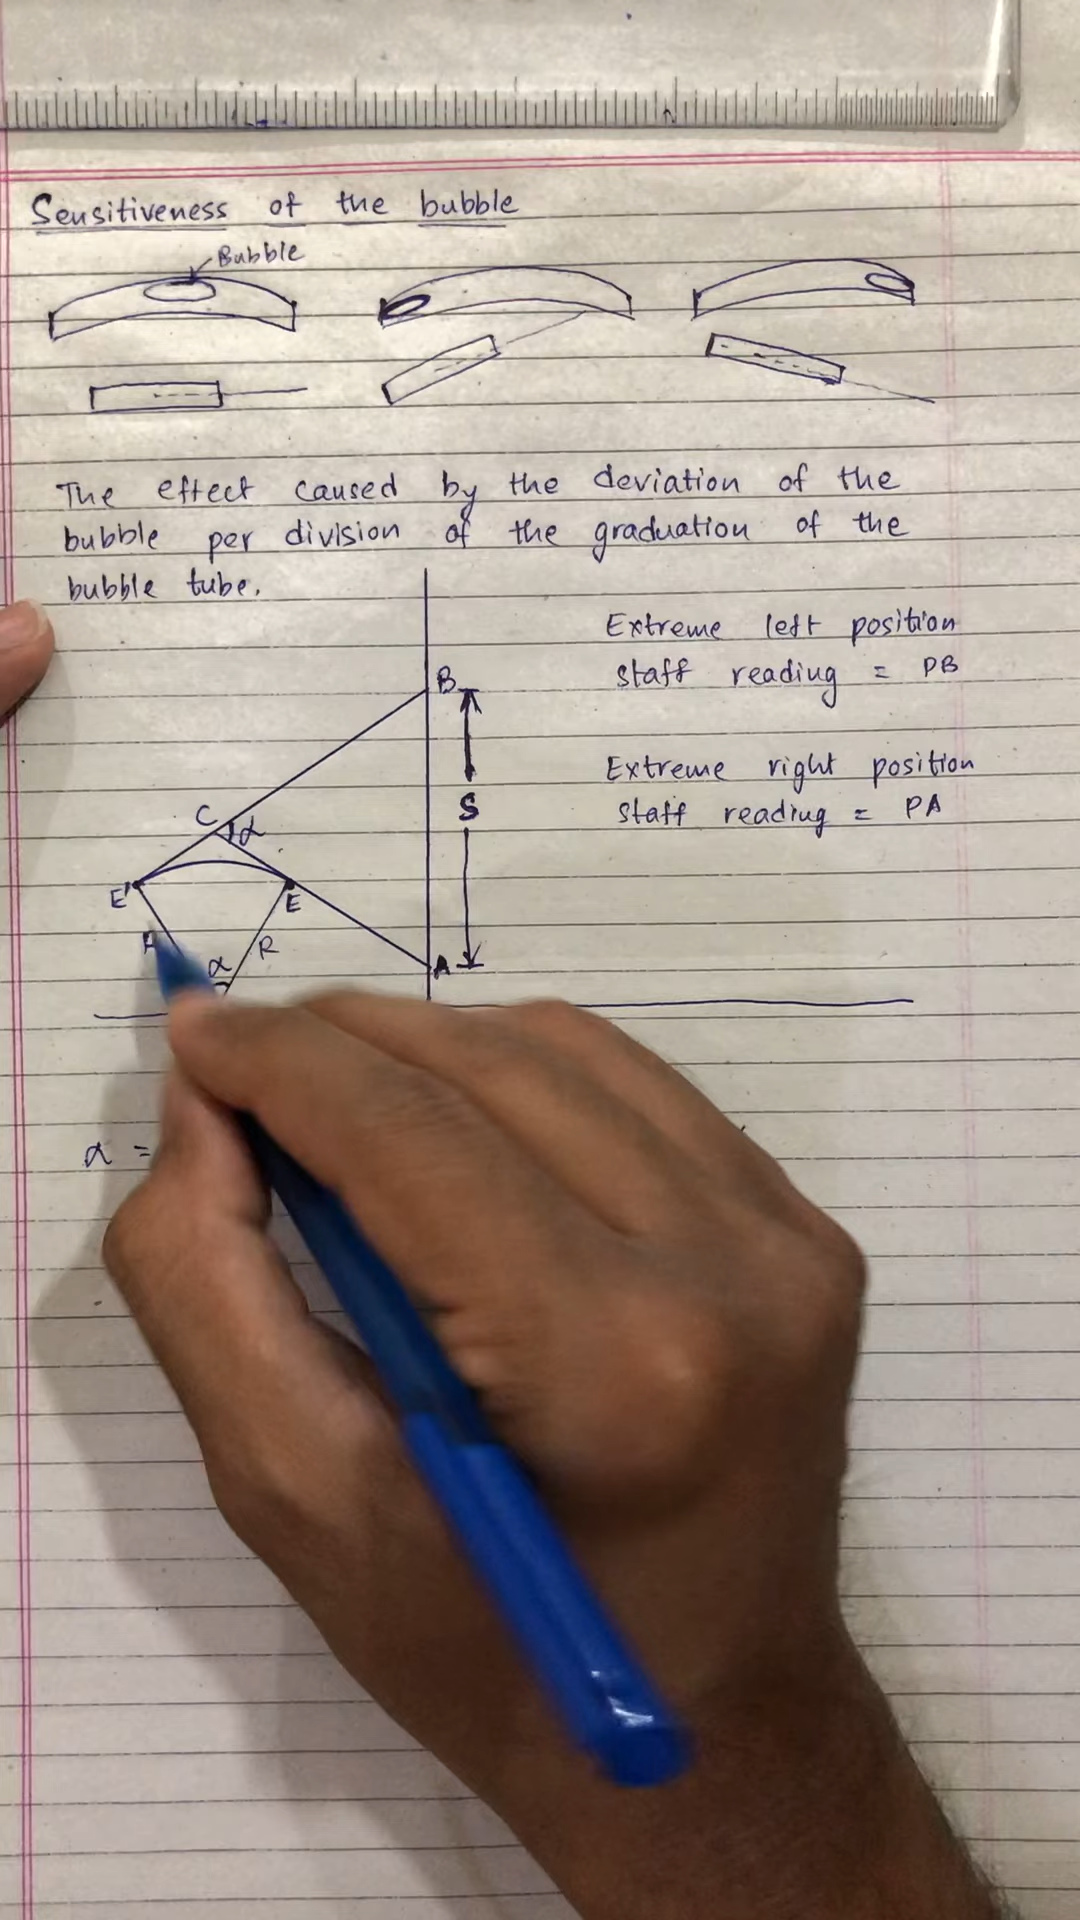 Sensitiveness of the bubble
Bubble
The effect caused by the deviation of the
bubble per division of the graduation of the
bubble tube.
Extreme left position
staff reading = PB
Extreme right position
staff reading = PA
B
S
C
α
E'
E
R
α
A
α =